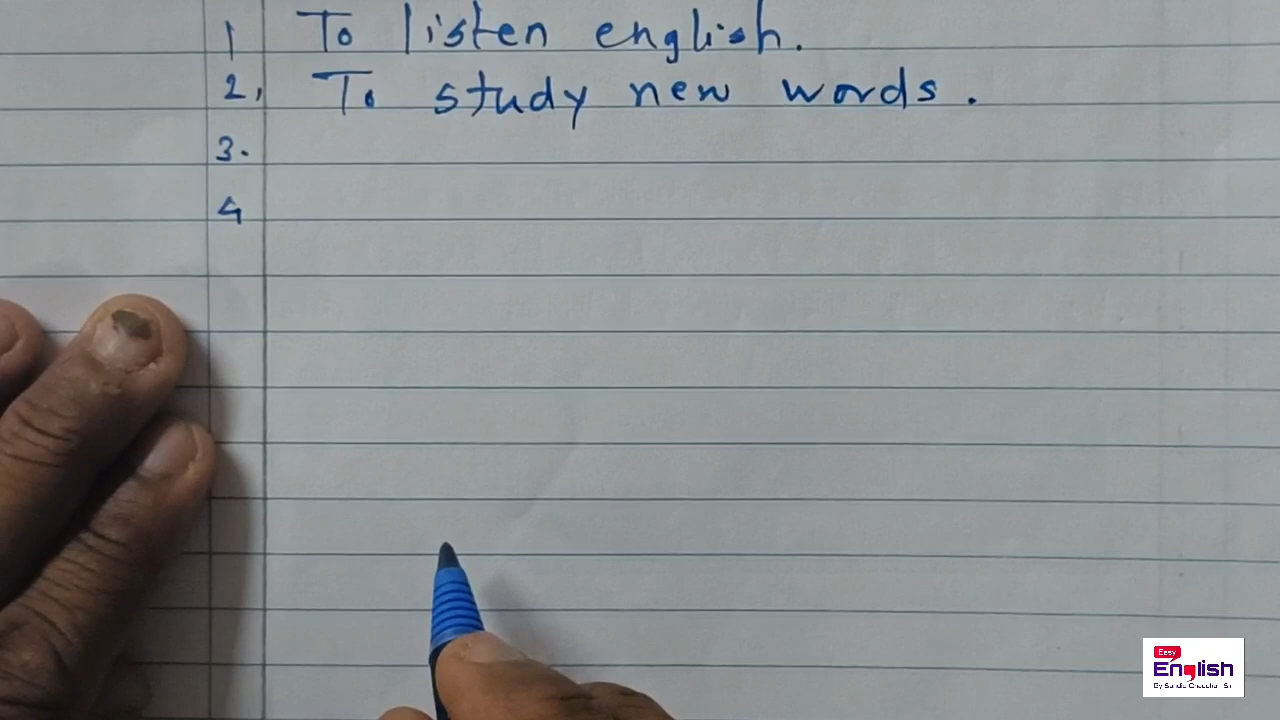 1 To listen english.
2, To study new words.
3.
4
Easy
English